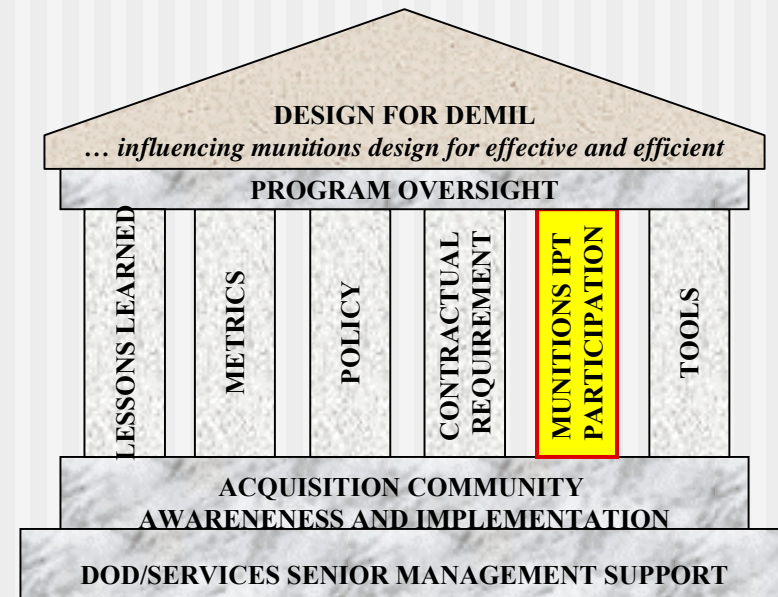 DESIGN FOR DEMIL
… influencing munitions design for effective and efficient
PROGRAM OVERSIGHT
LESSONS LEARNED
METRICS
POLICY
CONTRACTUAL
REQUIREMENT
MUNITIONS IPT
PARTICIPATION
TOOLS
ACQUISITION COMMUNITY
AWARENENESS AND IMPLEMENTATION
DOD/SERVICES SENIOR MANAGEMENT SUPPORT